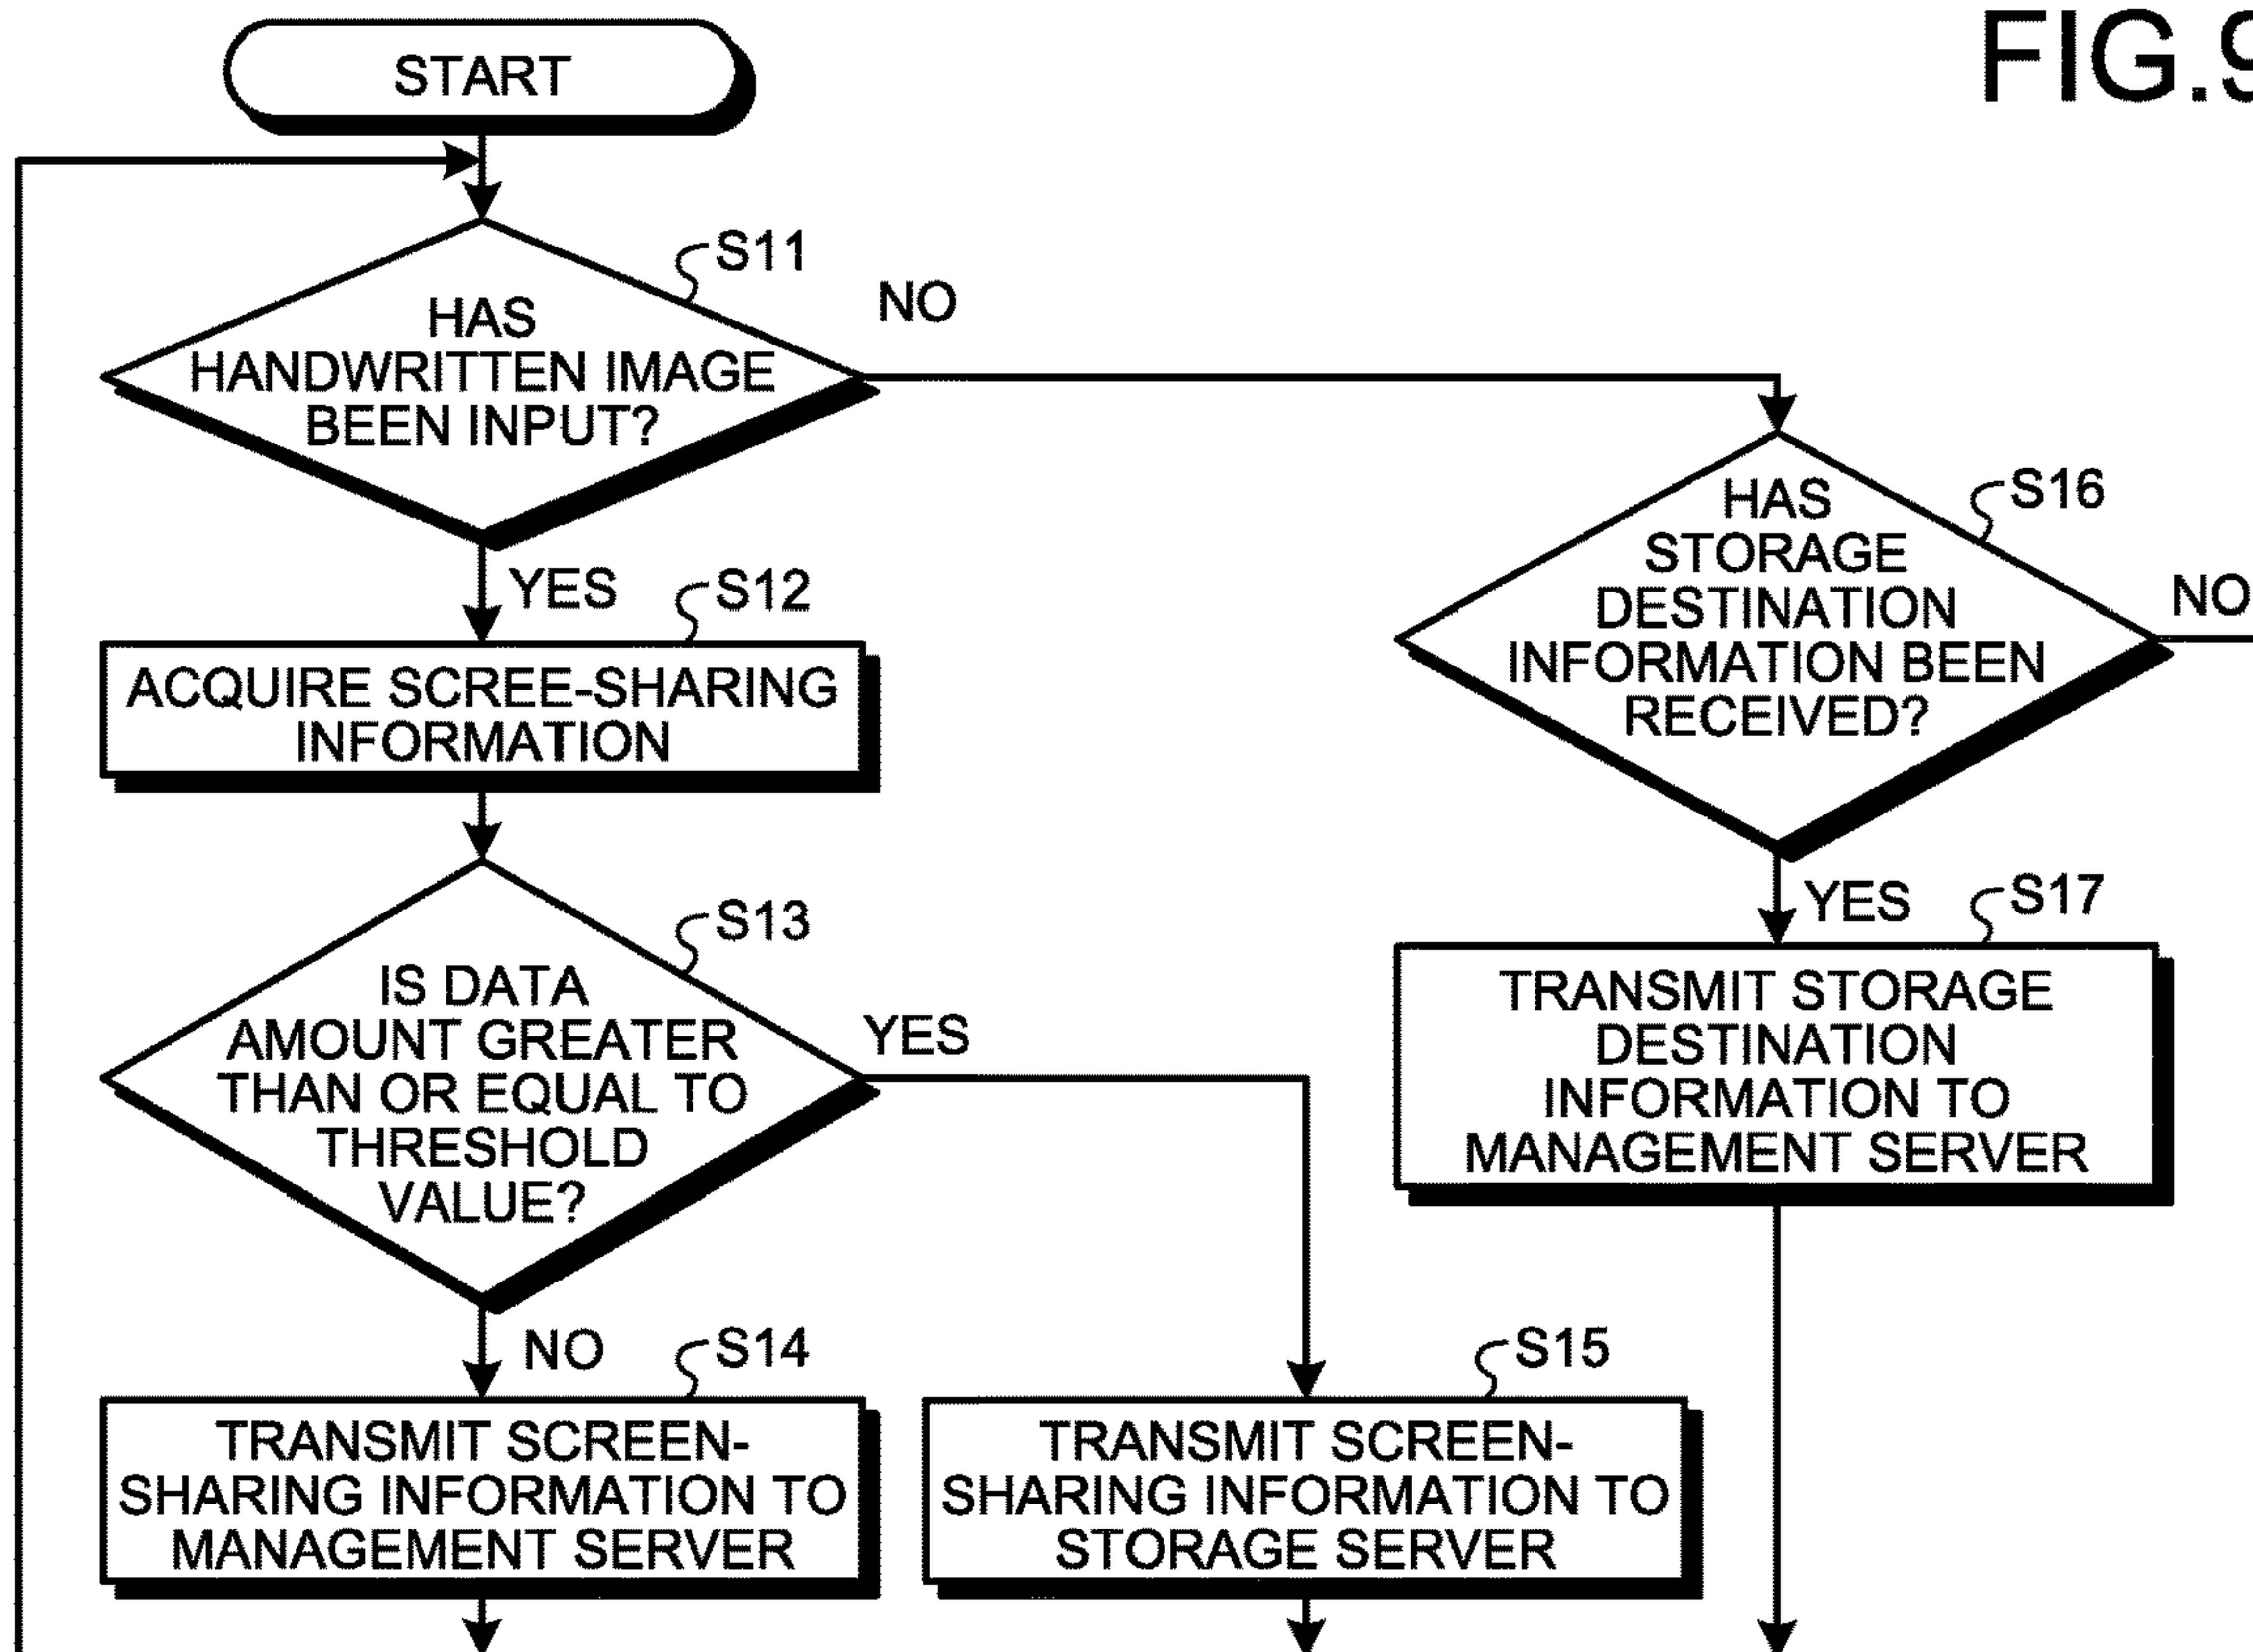 FIG.9
START
S11
HAS
HANDWRITTEN IMAGE
BEEN INPUT?
NO
YES
S12
ACQUIRE SCREE-SHARING
INFORMATION
S13
IS DATA
AMOUNT GREATER
THAN OR EQUAL TO
THRESHOLD
VALUE?
YES
NO
S14
TRANSMIT SCREEN-
SHARING INFORMATION TO
MANAGEMENT SERVER
S15
TRANSMIT SCREEN-
SHARING INFORMATION TO
STORAGE SERVER
S16
HAS
STORAGE
DESTINATION
INFORMATION BEEN
RECEIVED?
NO
YES
S17
TRANSMIT STORAGE
DESTINATION
INFORMATION TO
MANAGEMENT SERVER